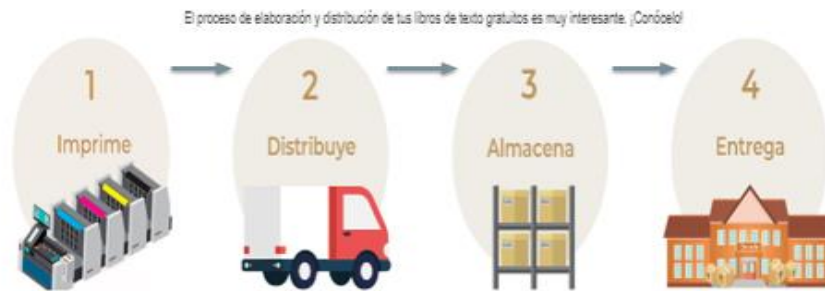 El proceso de elaboración y distribución de tus libros de texto gratuitos es muy interesante. ¡Conócelo!
1
Imprime
2
Distribuye
3
Almacena
4
Entrega